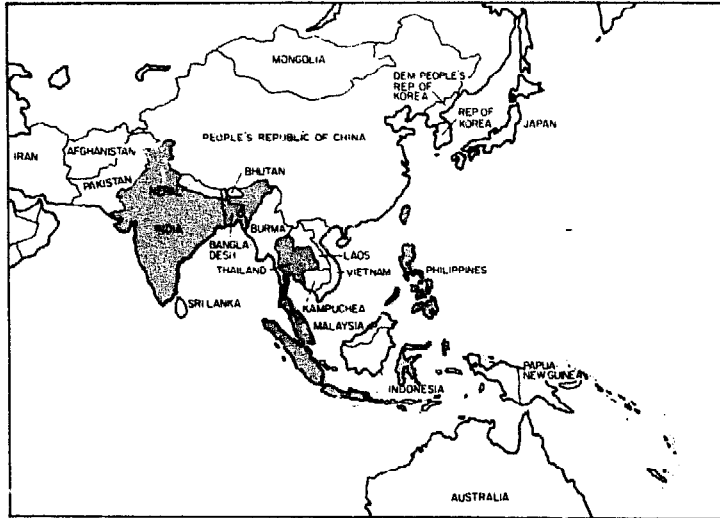 MONGOLIA
DEM PEOPLE'S
REP OF
KOREA
REP OF
KOREA
JAPAN
PEOPLE'S REPUBLIC OF CHINA
IRAN
AFGHANISTAN
PAKISTAN
NEPAL
BHUTAN
INDIA
BURMA
BANGLA
DESH
LAOS
THAILAND
VIETNAM
PHILIPPINES
SRI LANKA
KAMPUCHEA
MALAYSIA
PAPUA
NEW GUINEA
INDONESIA
AUSTRALIA